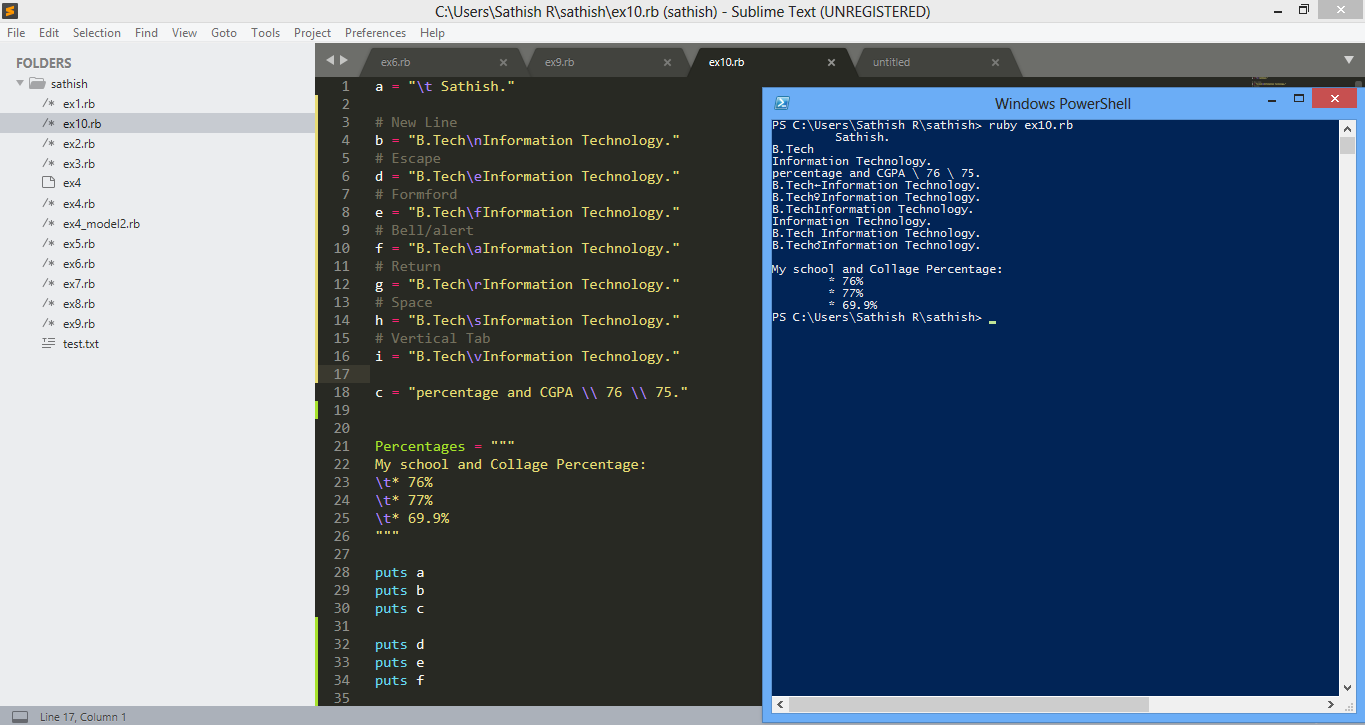 C:\Users\Sathish R\sathish\ex10.rb (sathish) - Sublime Text (UNREGISTERED)
File Edit Selection Find View Goto Tools Project Preferences Help
FOLDERS
sathish
/* ex1.rb
/* ex10.rb
/* ex2.rb
/* ex3.rb
ex4
/* ex4.rb
/* ex4_model2.rb
/* ex5.rb
/* ex6.rb
/* ex7.rb
/* ex8.rb
/* ex9.rb
test.txt
ex6.rb ex9.rb ex10.rb untitled
1 a = "\t Sathish."
2
3 # New Line
4 b = "B.Tech\nInformation Technology."
5 # Escape
6 d = "B.Tech\eInformation Technology."
7 # Formford
8 e = "B.Tech\fInformation Technology."
9 # Bell/alert
10 f = "B.Tech\aInformation Technology."
11 # Return
12 g = "B.Tech\rInformation Technology."
13 # Space
14 h = "B.Tech\sInformation Technology."
15 # Vertical Tab
16 i = "B.Tech\vInformation Technology."
17
18 c = "percentage and CGPA \\ 76 \\ 75."
19
20
21 Percentages = """
22 My school and Collage Percentage:
23 \t* 76%
24 \t* 77%
25 \t* 69.9%
26 """
27
28 puts a
29 puts b
30 puts c
31
32 puts d
33 puts e
34 puts f
35
Windows PowerShell
PS C:\Users\Sathish R\sathish> ruby ex10.rb
Sathish.
B.Tech
Information Technology.
percentage and CGPA \ 76 \ 75.
B.Tech←Information Technology.
B.Tech♀Information Technology.
B.TechInformation Technology.
Information Technology.
B.Tech Information Technology.
B.Tech♂Information Technology.
My school and Collage Percentage:
* 76%
* 77%
* 69.9%
PS C:\Users\Sathish R\sathish> _
Line 17, Column 1